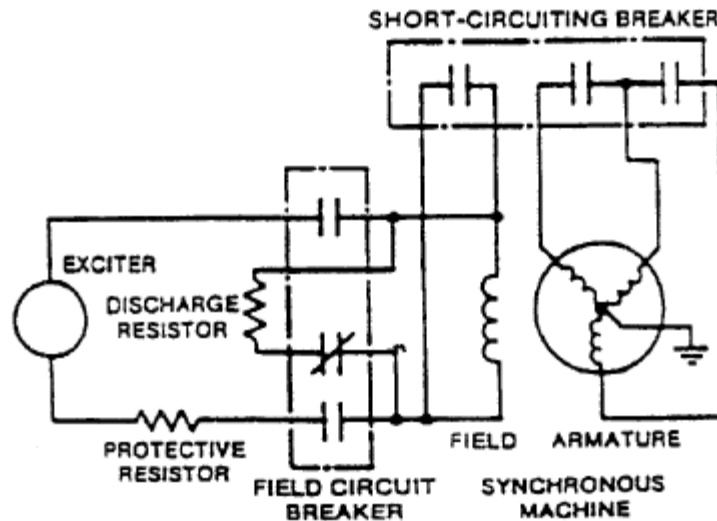 SHORT-CIRCUITING BREAKER
EXCITER
DISCHARGE
RESISTOR
PROTECTIVE
RESISTOR
FIELD CIRCUIT
BREAKER
FIELD
ARMATURE
SYNCHRONOUS
MACHINE